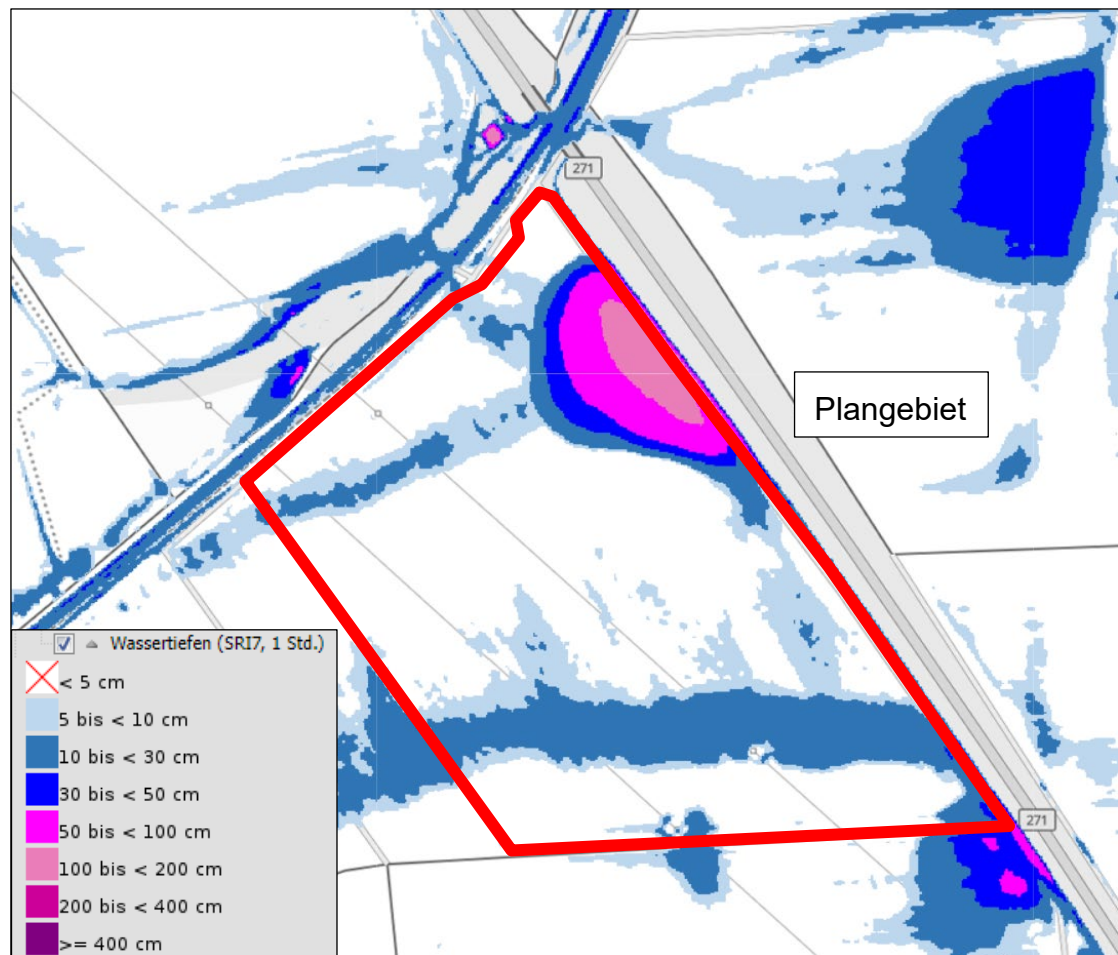 271
Plangebiet
Wassertiefen (SRI7, 1 Std.)
< 5 cm
5 bis < 10 cm
10 bis < 30 cm
30 bis < 50 cm
50 bis < 100 cm
100 bis < 200 cm
200 bis < 400 cm
>= 400 cm
271